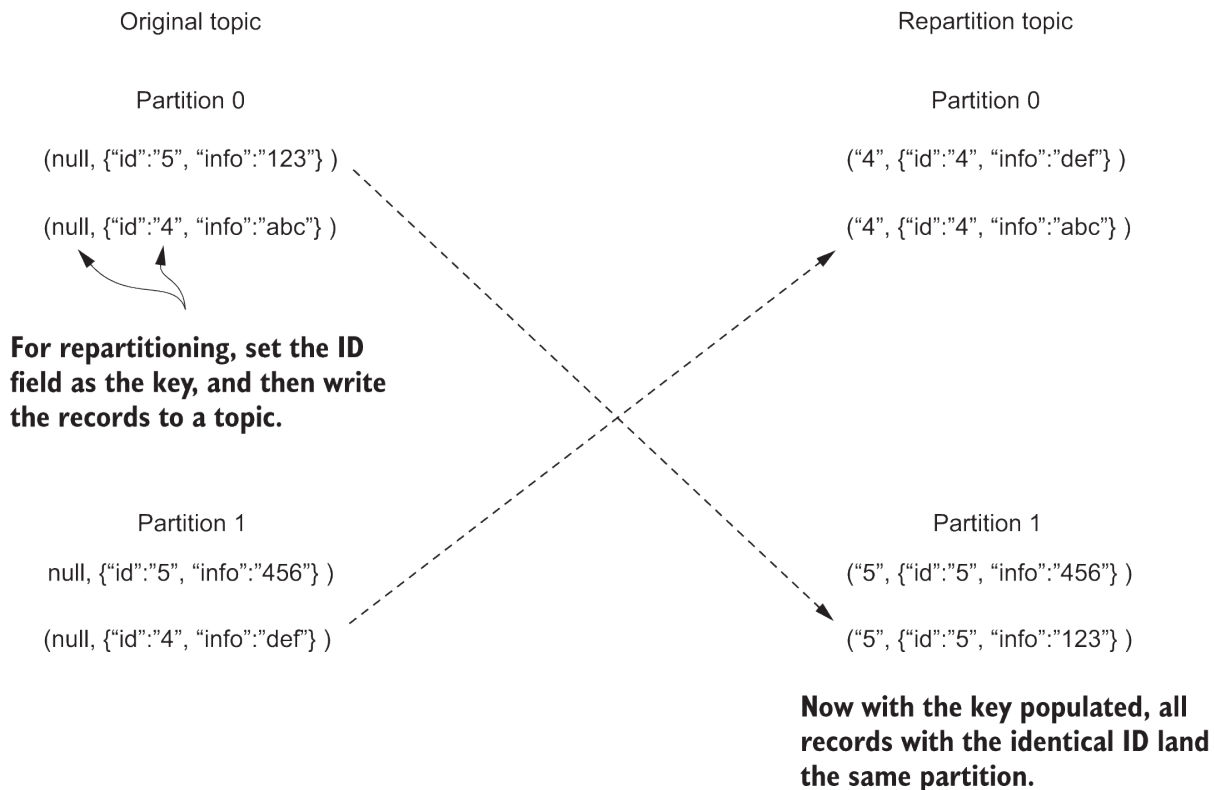 Original topic
Repartition topic
Partition 0
Partition 0
(null, {“id”:”5”, “info”:”123”} )
(“4”, {“id”:”4”, “info”:”def”} )
(null, {“id”:”4”, “info”:”abc”} )
(“4”, {“id”:”4”, “info”:”abc”} )
For repartitioning, set the ID
field as the key, and then write
the records to a topic.
Partition 1
Partition 1
null, {“id”:”5”, “info”:”456”} )
(“5”, {“id”:”5”, “info”:”456”} )
(null, {“id”:”4”, “info”:”def”} )
(“5”, {“id”:”5”, “info”:”123”} )
Now with the key populated, all
records with the identical ID land
the same partition.